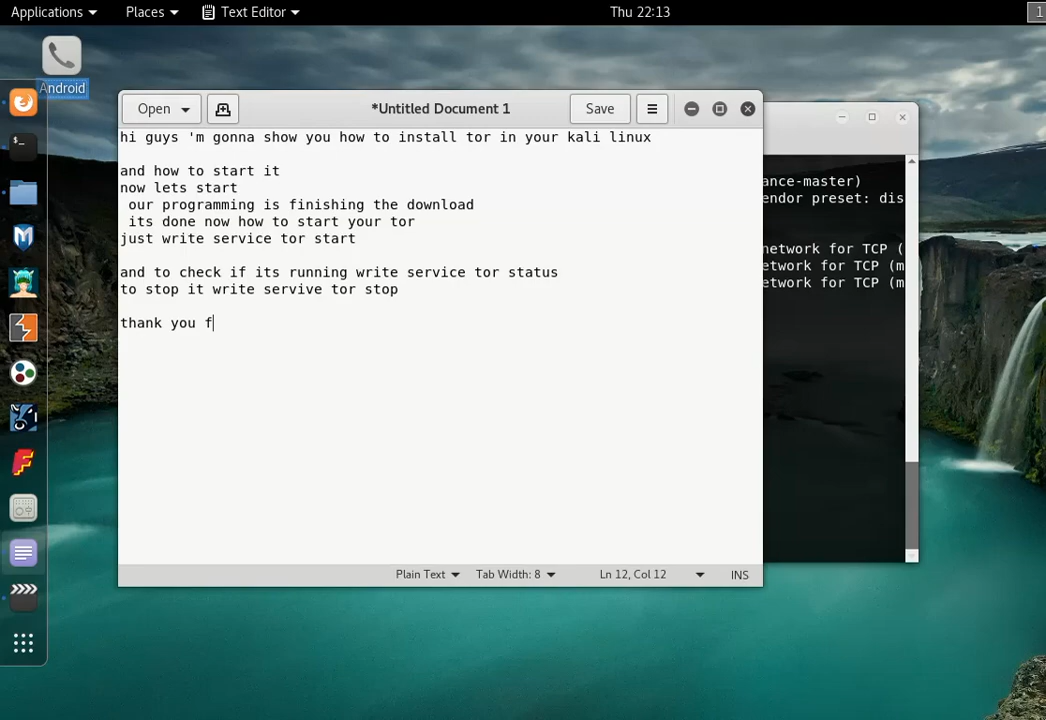 Applications
Places
Text Editor
Thu 22:13
1
Android
Open
*Untitled Document 1
Save
hi guys 'm gonna show you how to install tor in your kali linux
and how to start it
now lets start
our programming is finishing the download
its done now how to start your tor
just write service tor start
and to check if its running write service tor status
to stop it write servive tor stop
thank you f
ance-master)
endor preset: dis
network for TCP (
etwork for TCP (m
etwork for TCP (m
Plain Text
Tab Width: 8
Ln 12, Col 12
INS